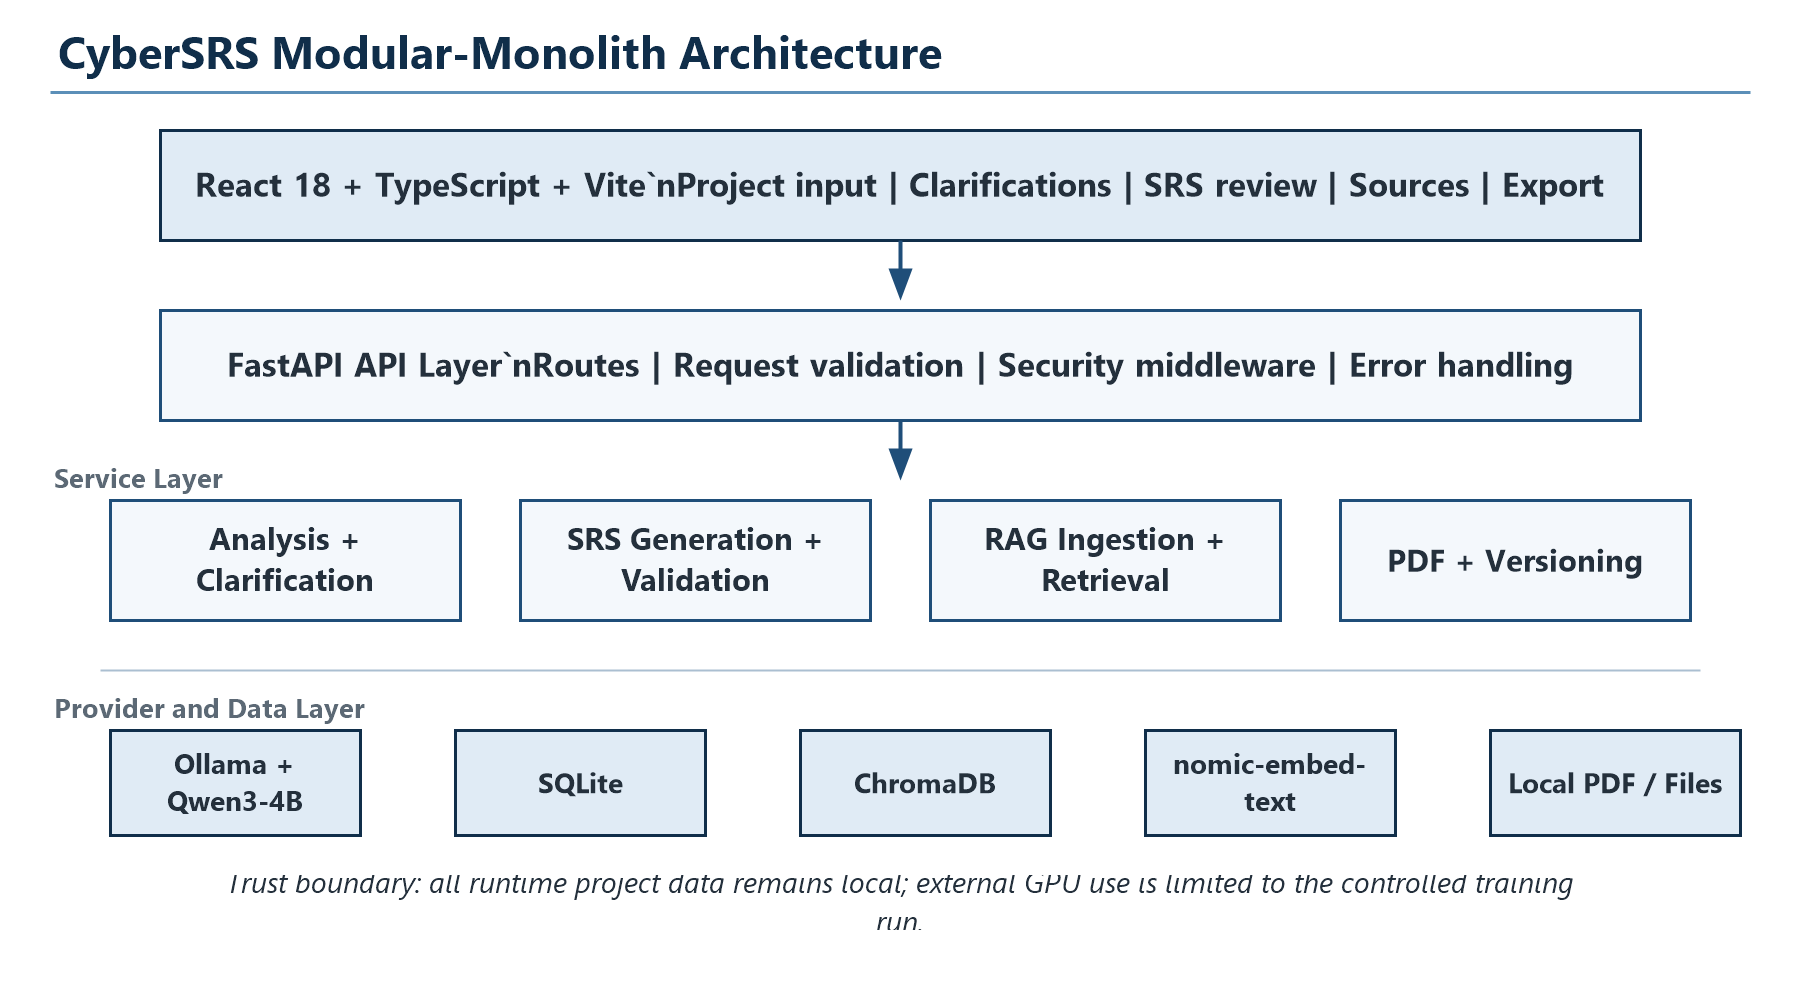 CyberSRS Modular-Monolith Architecture
React 18 + TypeScript + Vite`nProject input | Clarifications | SRS review | Sources | Export
FastAPI API Layer`nRoutes | Request validation | Security middleware | Error handling
Service Layer
Analysis +
Clarification
SRS Generation +
Validation
RAG Ingestion +
Retrieval
PDF + Versioning
Provider and Data Layer
Ollama +
Qwen3-4B
SQLite
ChromaDB
nomic-embed-
text
Local PDF / Files
Trust boundary: all runtime project data remains local; external GPU use is limited to the controlled training
run.